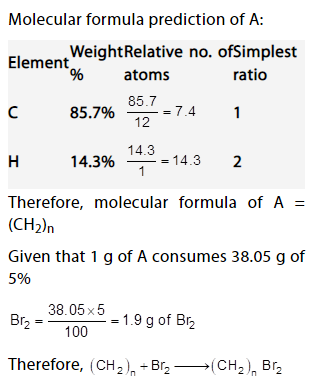 Molecular formula prediction of A:
Element Weight % Relative no. of atoms Simplest ratio
C 85.7% 85.7/12 = 7.4 1
H 14.3% 14.3/1 = 14.3 2
Therefore, molecular formula of A =
(CH₂)n
Given that 1 g of A consumes 38.05 g of
5%
Br₂ = 38.05×5/100 = 1.9 g of Br₂
Therefore, (CH₂)ₙ + Br₂ ⟶ (CH₂)ₙ Br₂